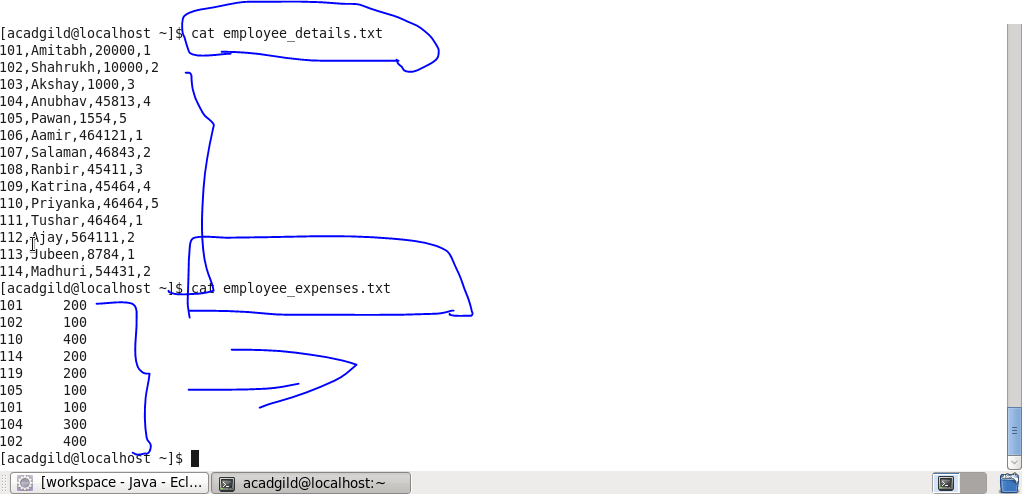 [acadgild@localhost ~]$ cat employee_details.txt
101,Amitabh,20000,1
102,Shahrukh,10000,2
103,Akshay,1000,3
104,Anubhav,45813,4
105,Pawan,1554,5
106,Aamir,464121,1
107,Salaman,46843,2
108,Ranbir,45411,3
109,Katrina,45464,4
110,Priyanka,46464,5
111,Tushar,46464,1
112,Ajay,564111,2
113,Jubeen,8784,1
114,Madhuri,54431,2
[acadgild@localhost ~]$ cat employee_expenses.txt
101 200
102 100
110 400
114 200
119 200
105 100
101 100
104 300
102 400
[acadgild@localhost ~]$
[workspace - Java - Ecl... acadgild@localhost:~